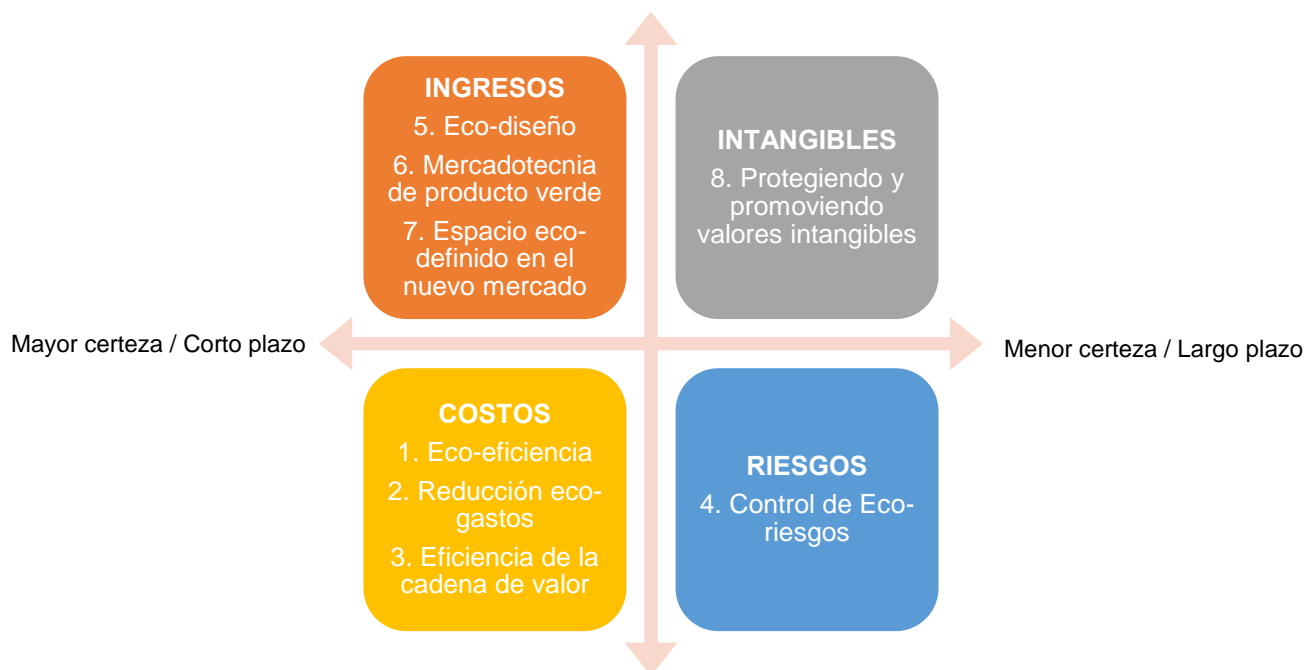 INGRESOS
5. Eco-diseño
6. Mercadotecnia
de producto verde
7. Espacio eco-
definido en el
nuevo mercado
INTANGIBLES
8. Protegiendo y
promoviendo
valores intangibles
Mayor certeza / Corto plazo
Menor certeza / Largo plazo
COSTOS
1. Eco-eficiencia
2. Reducción eco-
gastos
3. Eficiencia de la
cadena de valor
RIESGOS
4. Control de Eco-
riesgos